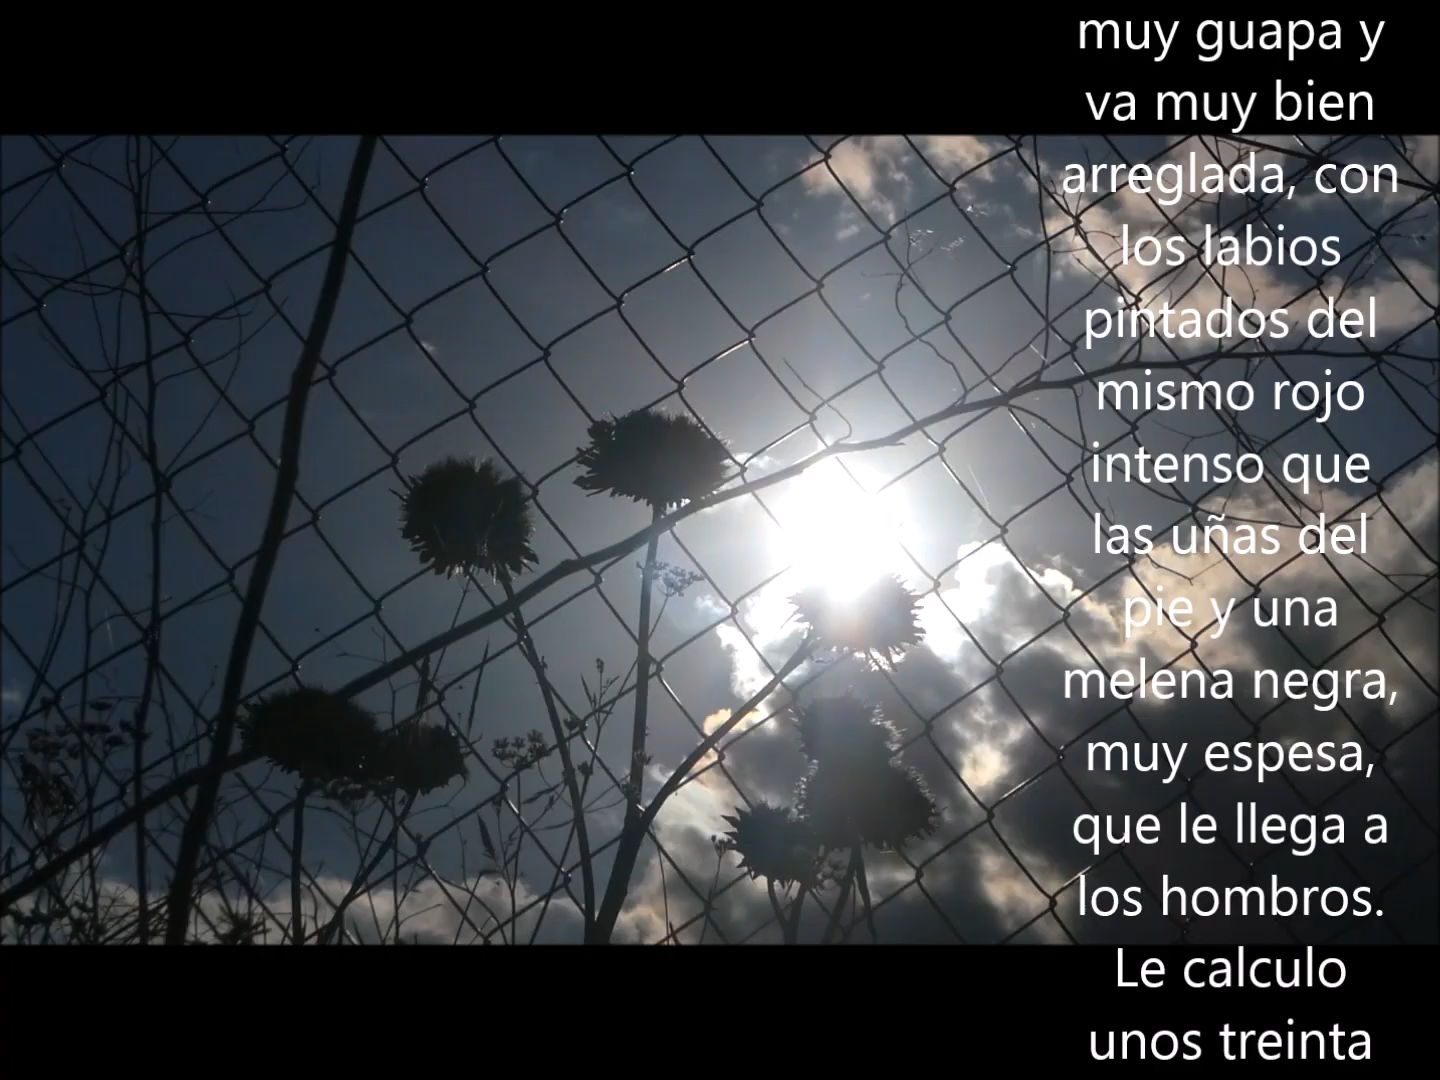 muy guapa y
va muy bien
arreglada, con
los labios
pintados del
mismo rojo
intenso que
las uñas del
pie y una
melena negra,
muy espesa,
que le llega a
los hombros.
Le calculo
unos treinta